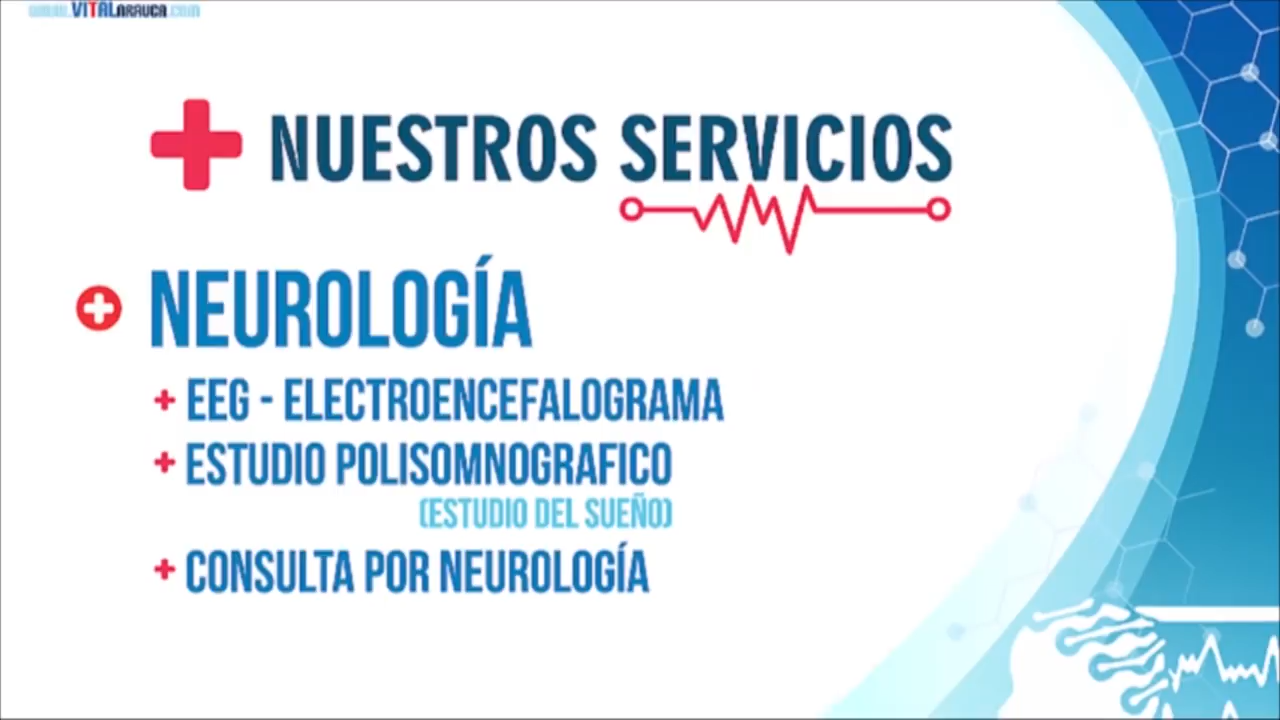 www.VITALARAUCA.com
NUESTROS SERVICIOS
NEUROLOGÍA
+ EEG - ELECTROENCEFALOGRAMA
+ ESTUDIO POLISOMNOGRAFICO
(ESTUDIO DEL SUEÑO)
+ CONSULTA POR NEUROLOGÍA